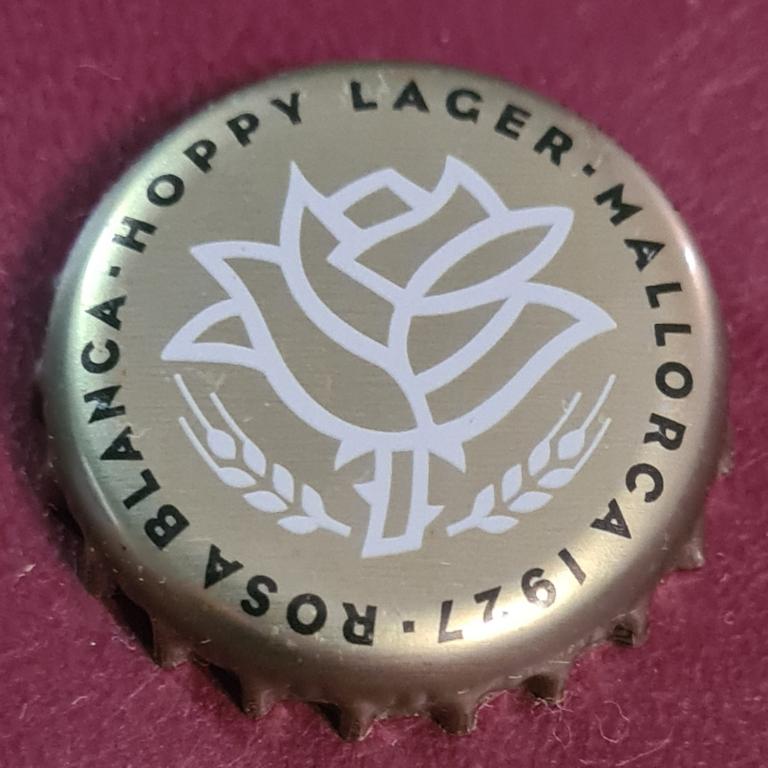 ROSA BLANCA · HOPPY LAGER · MALLORCA 1927 ·